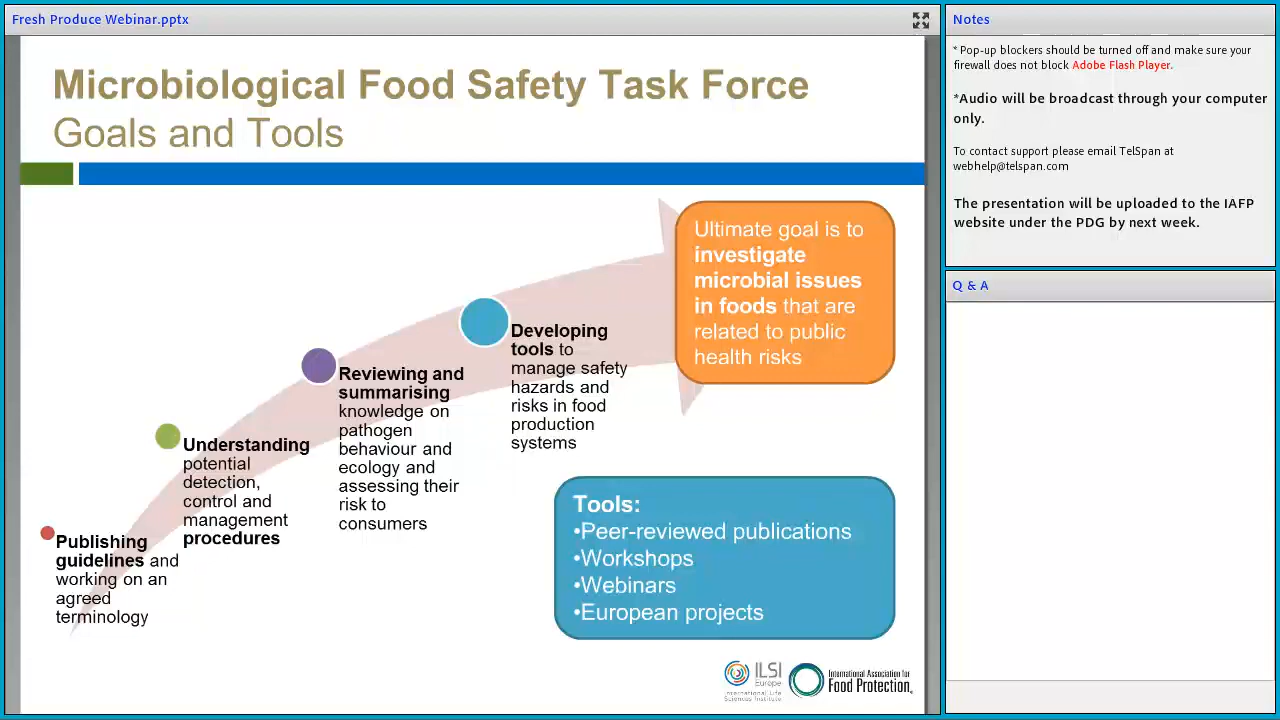 Fresh Produce Webinar.pptx
Microbiological Food Safety Task Force
Goals and Tools
Ultimate goal is to
investigate
microbial issues
in foods that are
related to public
health risks
Developing
tools to
manage safety
hazards and
risks in food
production
systems
Reviewing and
summarising
knowledge on
pathogen
behaviour and
ecology and
assessing their
risk to
consumers
Understanding
potential
detection,
control and
management
procedures
Publishing
guidelines and
working on an
agreed
terminology
Tools:
•Peer-reviewed publications
•Workshops
•Webinars
•European projects
ILSI
Europe
International Life
Sciences Institute
International Association for
Food Protection®
Notes
* Pop-up blockers should be turned off and make sure your
firewall does not block Adobe Flash Player.
*Audio will be broadcast through your computer
only.
To contact support please email TelSpan at
webhelp@telspan.com
The presentation will be uploaded to the IAFP
website under the PDG by next week.
Q & A